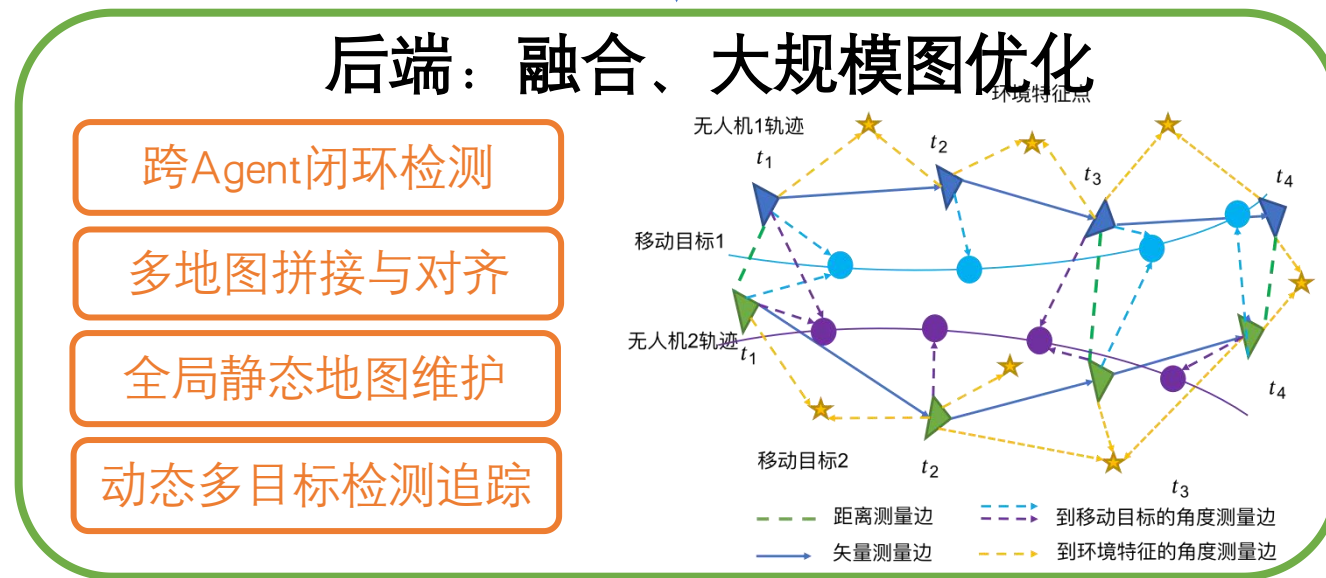 后端：融合、大规模图优化
跨Agent闭环检测
多地图拼接与对齐
全局静态地图维护
动态多目标检测追踪
环境特征点
无人机1轨迹
t1
t2
t3
t4
移动目标1
无人机2轨迹
t1
t4
移动目标2
t2
t3
距离测量边
到移动目标的角度测量边
矢量测量边
到环境特征的角度测量边